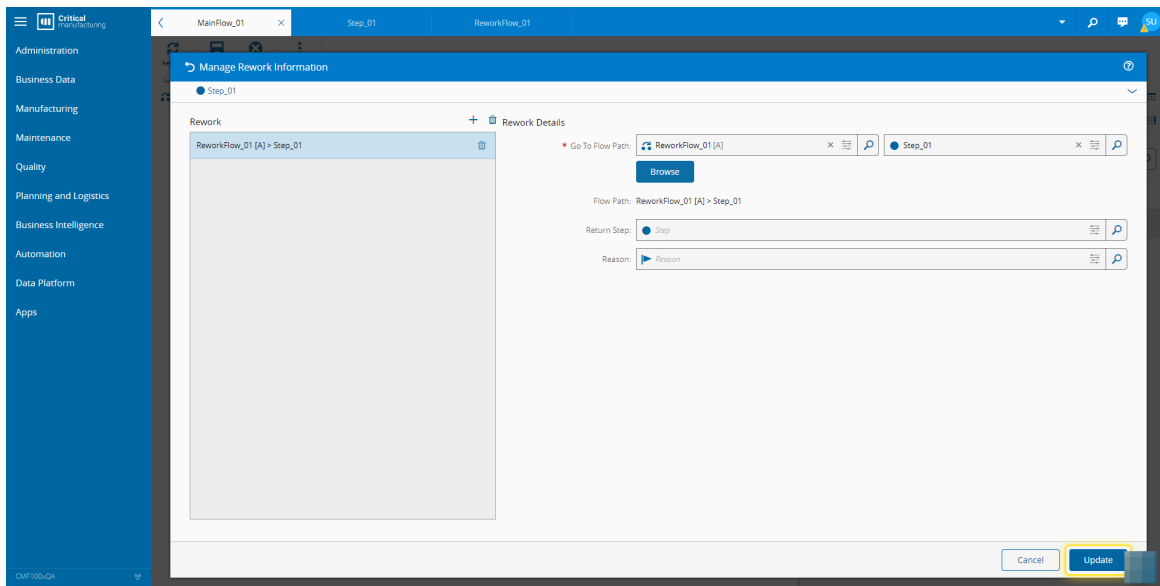 Critical manufacturing
MainFlow_01
Step_01
ReworkFlow_01
SU
Administration
Business Data
Manufacturing
Maintenance
Quality
Planning and Logistics
Business Intelligence
Automation
Data Platform
Apps
CMF100xQA
Manage Rework Information
Step_01
Rework
ReworkFlow_01 [A] > Step_01
Rework Details
* Go To Flow Path: ReworkFlow_01 [A] Step_01
Browse
Flow Path: ReworkFlow_01 [A] > Step_01
Return Step: Step
Reason: Reason
Cancel
Update